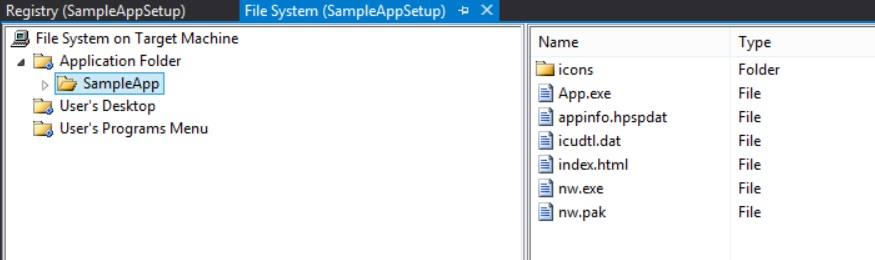 Registry (SampleAppSetup)
File System (SampleAppSetup)
File System on Target Machine
Application Folder
SampleApp
User's Desktop
User's Programs Menu
Name Type
icons Folder
App.exe File
appinfo.hpspdat File
icudtl.dat File
index.html File
nw.exe File
nw.pak File